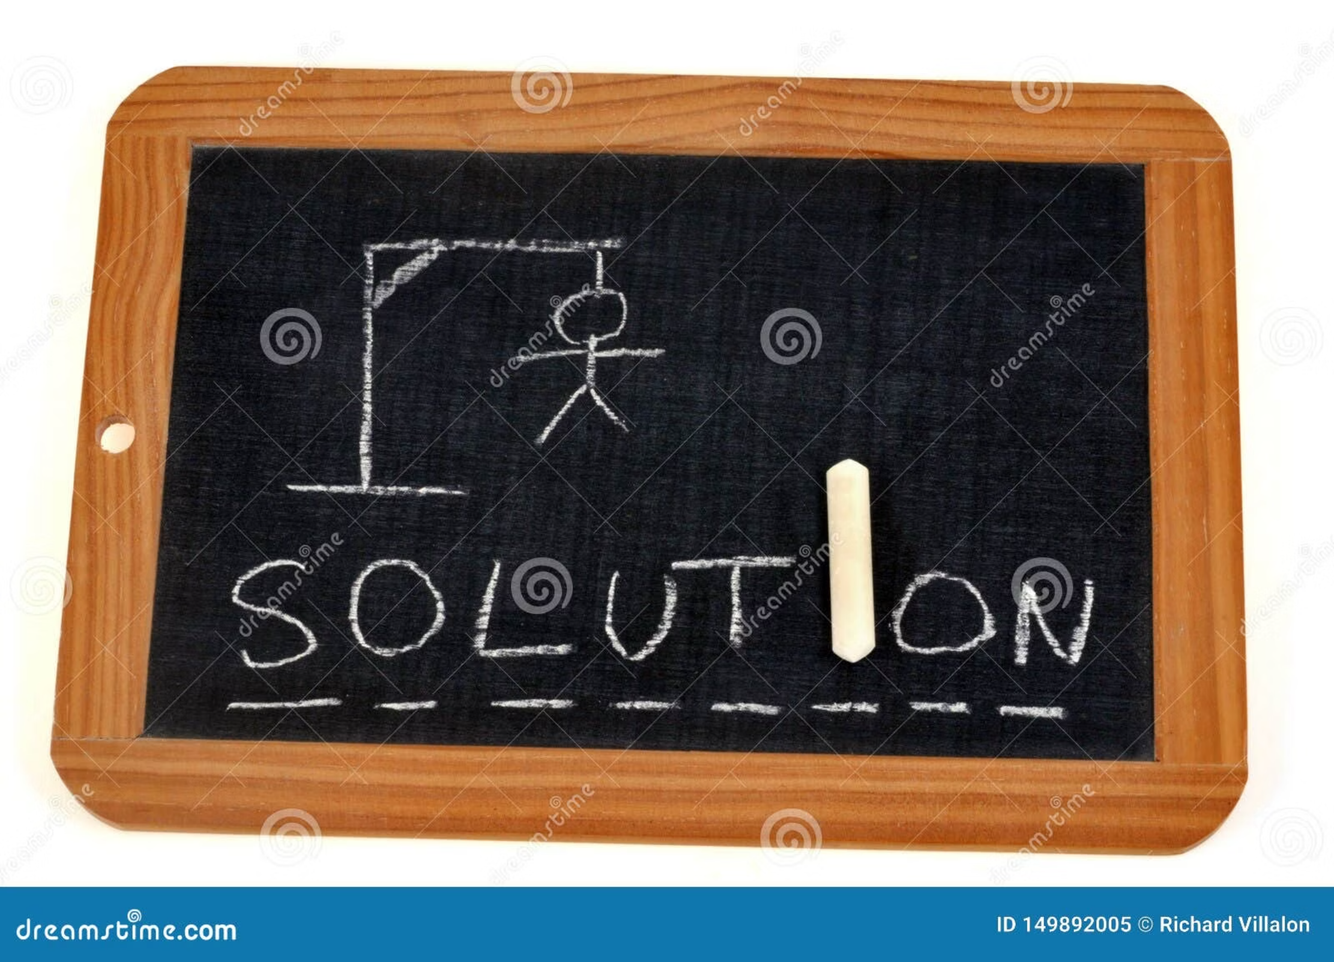 SOLUTION
dreamstime.com
ID 149892005 © Richard Villalon